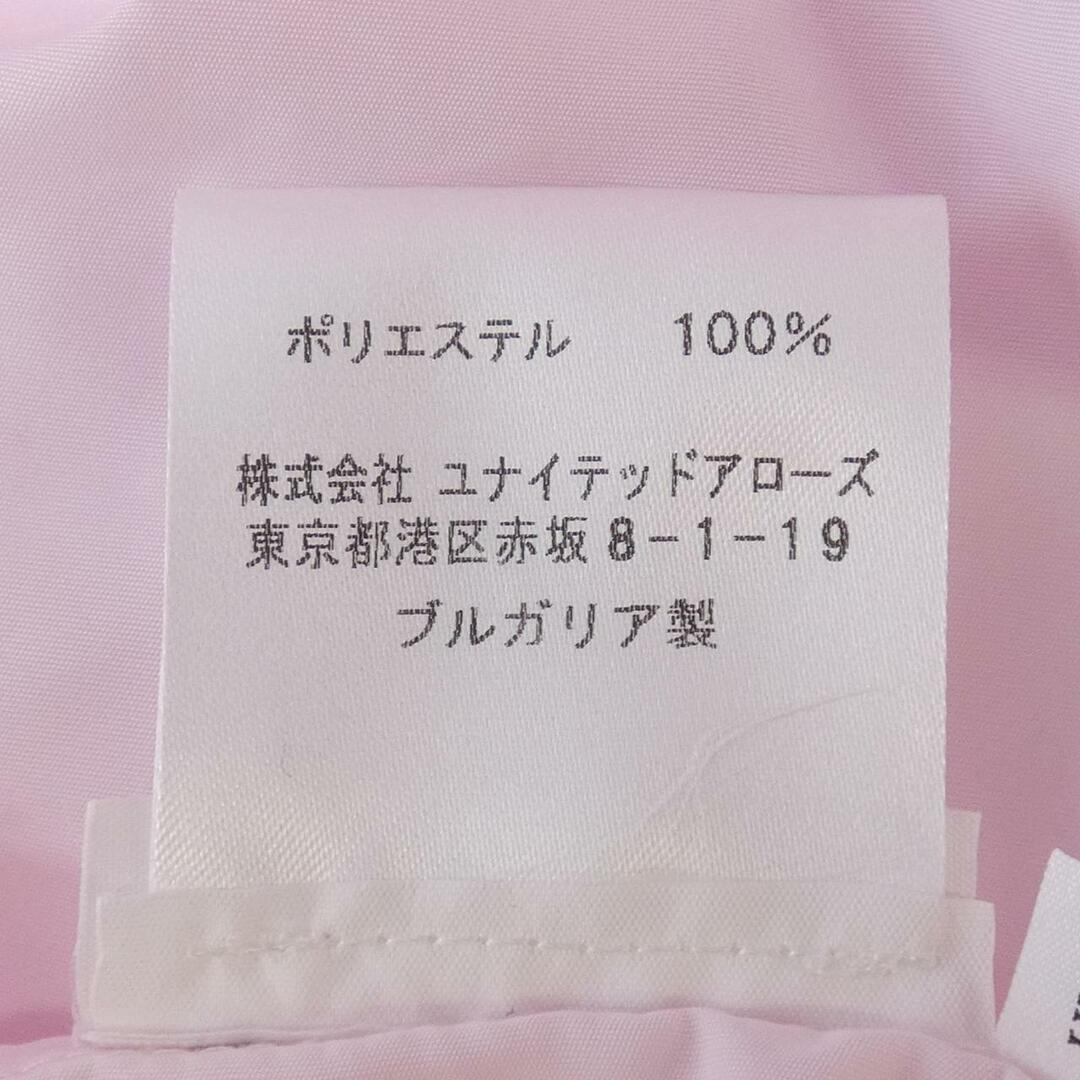 ポリエステル　　100%
株式会社 ユナイテッドアローズ
東京都港区赤坂8-1-19
ブルガリア製